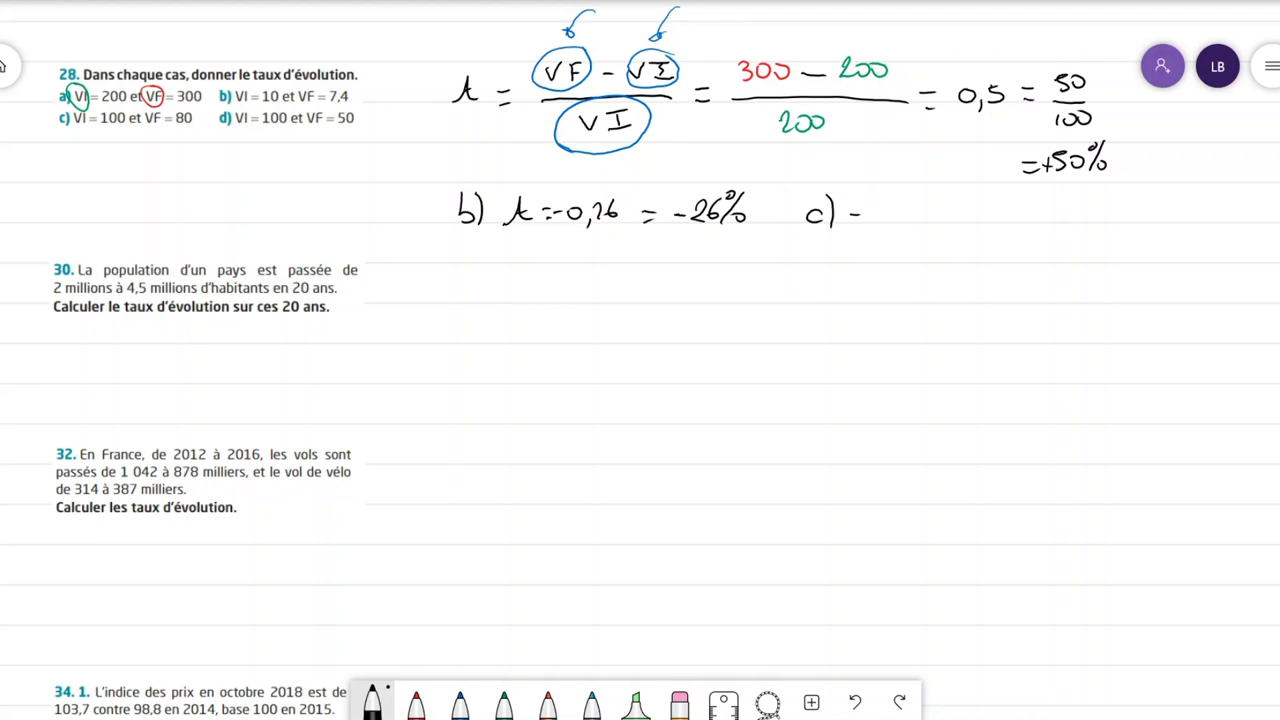 28. Dans chaque cas, donner le taux d'évolution.
a) VI = 200 et VF = 300 b) VI = 10 et VF = 7,4
c) VI = 100 et VF = 80 d) VI = 100 et VF = 50
t = (VF - VI) / VI = (300 - 200) / 200 = 0,5 = 50/100
= +50%
b) t = -0,26 = -26% c) -
30. La population d'un pays est passée de
2 millions à 4,5 millions d'habitants en 20 ans.
Calculer le taux d'évolution sur ces 20 ans.
32. En France, de 2012 à 2016, les vols sont
passés de 1 042 à 878 milliers, et le vol de vélo
de 314 à 387 milliers.
Calculer les taux d'évolution.
34. 1. L'indice des prix en octobre 2018 est de
103,7 contre 98,8 en 2014, base 100 en 2015.
LB